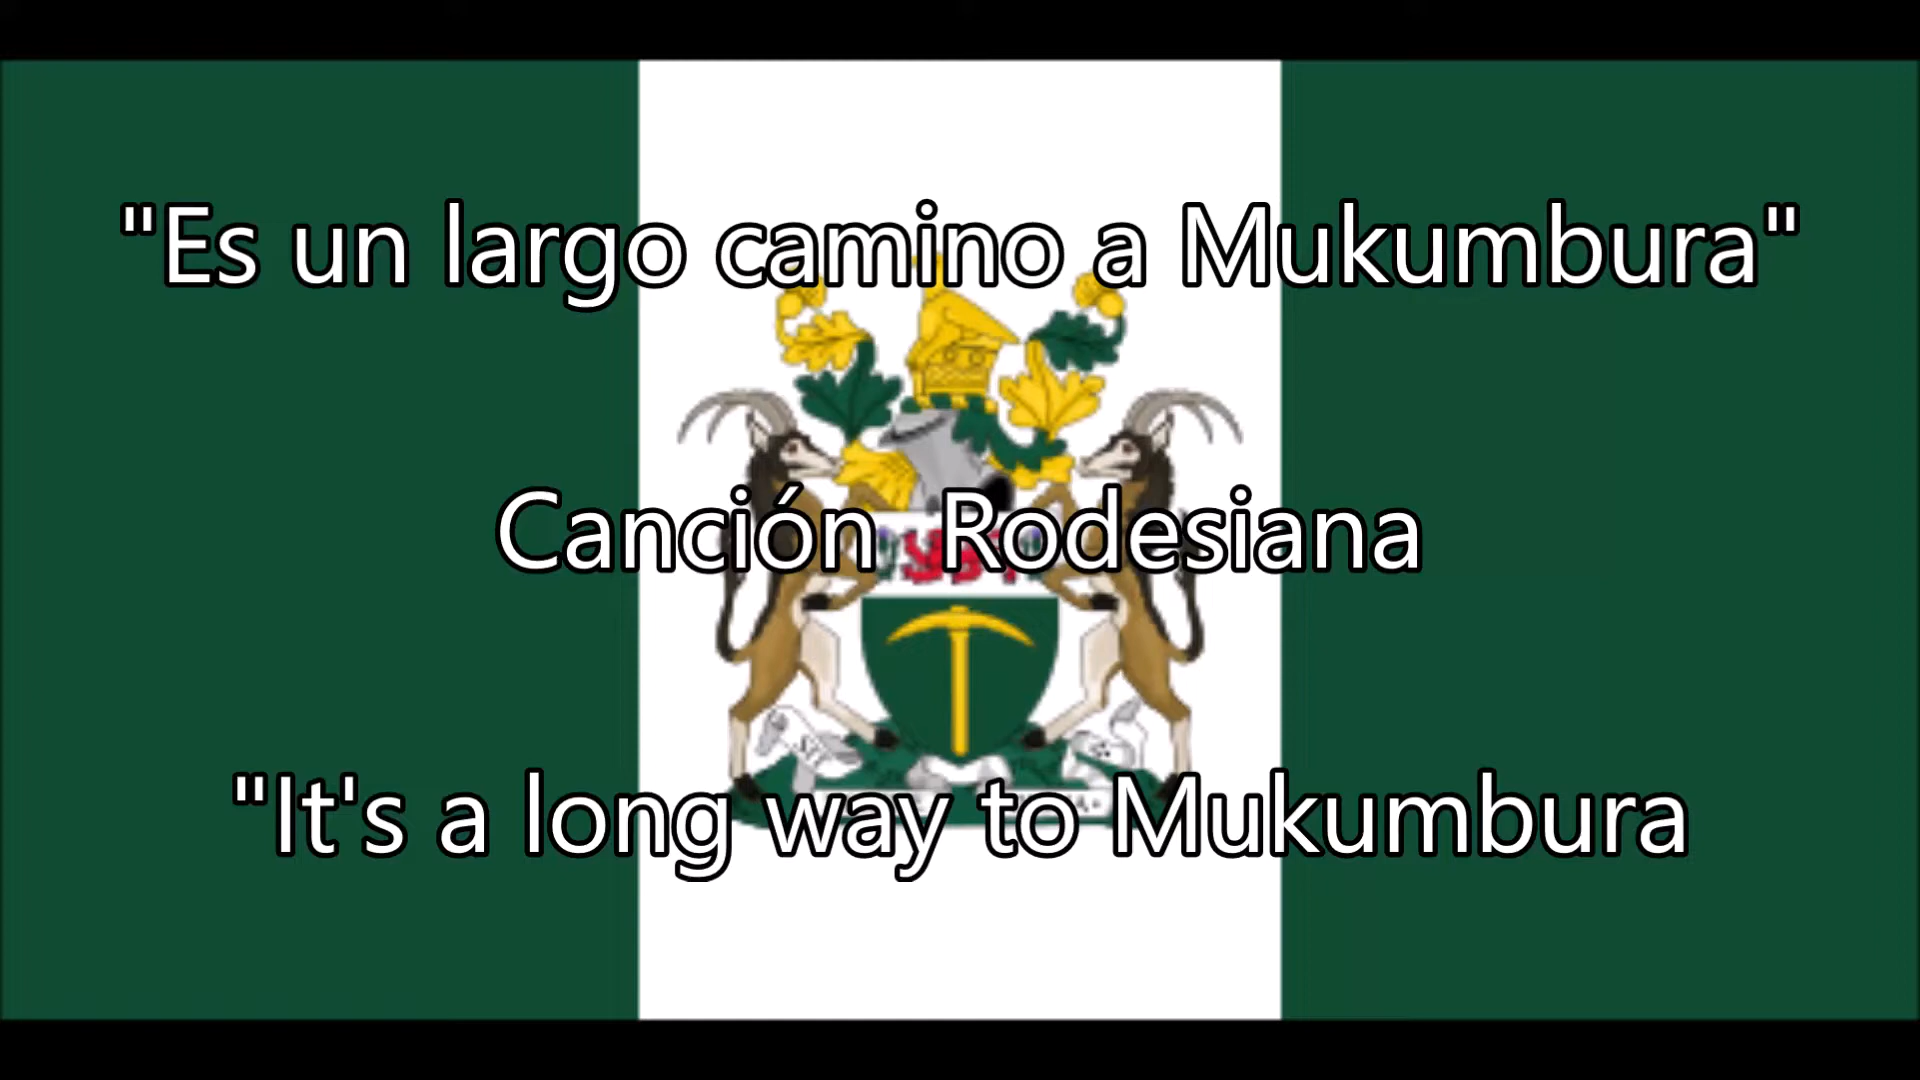 "Es un largo camino a Mukumbura"
Canción Rodesiana
"It's a long way to Mukumbura